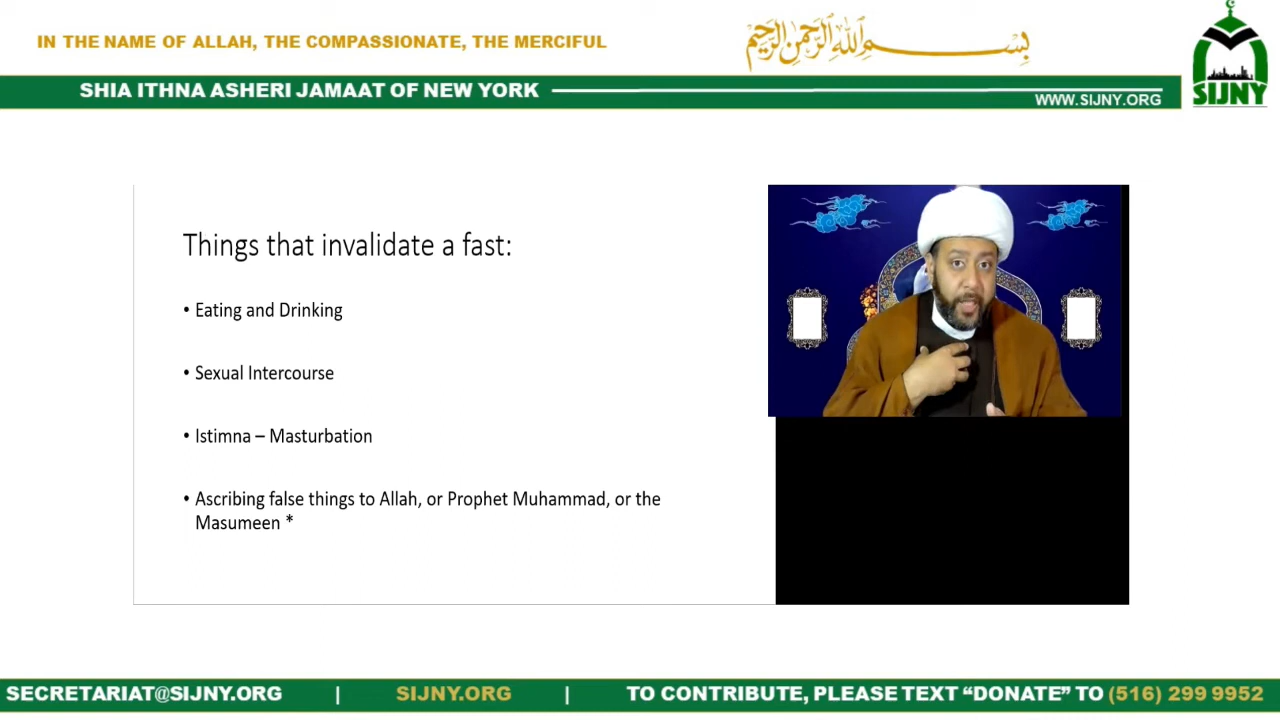 IN THE NAME OF ALLAH, THE COMPASSIONATE, THE MERCIFUL
بسم الله الرحمن الرحيم
SHIA ITHNA ASHERI JAMAAT OF NEW YORK
WWW.SIJNY.ORG
SIJNY
Things that invalidate a fast:
• Eating and Drinking
• Sexual Intercourse
• Istimna – Masturbation
• Ascribing false things to Allah, or Prophet Muhammad, or the
Masumeen *
SECRETARIAT@SIJNY.ORG | SIJNY.ORG | TO CONTRIBUTE, PLEASE TEXT “DONATE” TO (516) 299 9952